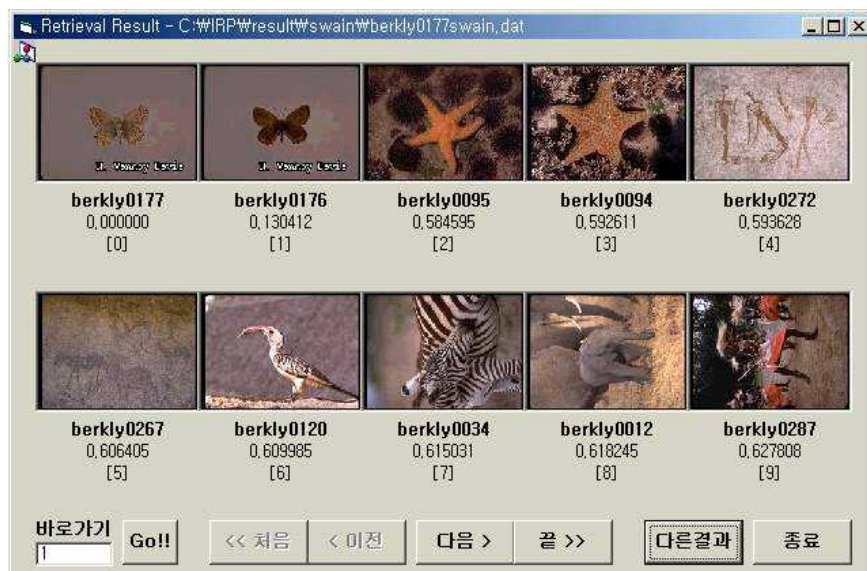 Retrieval Result - C:₩IRP₩result₩swain₩berkly0177swain.dat
berkly0177 berkly0176 berkly0095 berkly0094 berkly0272
0,000000 0,130412 0,584595 0,592611 0,593628
[0] [1] [2] [3] [4]
berkly0267 berkly0120 berkly0034 berkly0012 berkly0287
0,606405 0,609985 0,615031 0,618245 0,627808
[5] [6] [7] [8] [9]
바로가기
1 Go!! << 처음 < 이전 다음 > 끝 >> 다른결과 종료